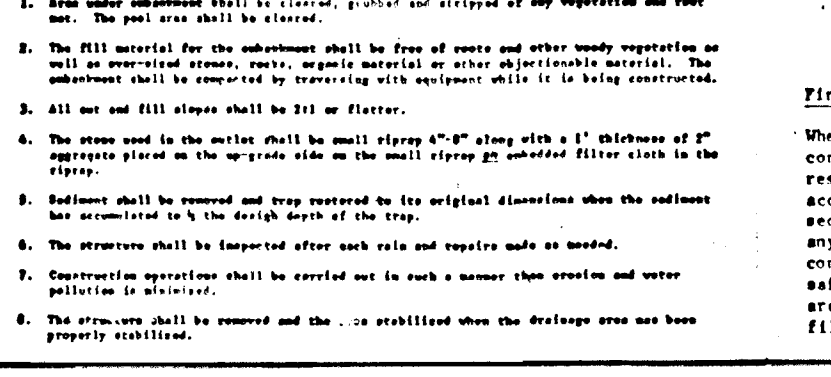 1. Area under embankment shall be cleared, grubbed and stripped of any vegetation and root
mat. The pool area shall be cleared.
2. The fill material for the embankment shall be free of roots and other woody vegetation as
well as over-sized stones, rocks, organic material or other objectionable material. The
embankment shall be compacted by traversing with equipment while it is being constructed.
3. All cut and fill slopes shall be 2:1 or flatter.
4. The stone used in the outlet shall be small riprap 4"-8" along with a 1' thickness of 2"
aggregate placed on the up-grade side on the small riprap or embedded filter cloth in the
riprap.
5. Sediment shall be removed and trap restored to its original dimensions when the sediment
has accumulated to ½ the design depth of the trap.
6. The structure shall be inspected after each rain and repairs made as needed.
7. Construction operations shall be carried out in such a manner than erosion and water
pollution is minimized.
8. The structure shall be removed and the area stabilized when the drainage area has been
properly stabilized.
Fin
Whe
con
res
acc
sec
any
con
saf
are
fil